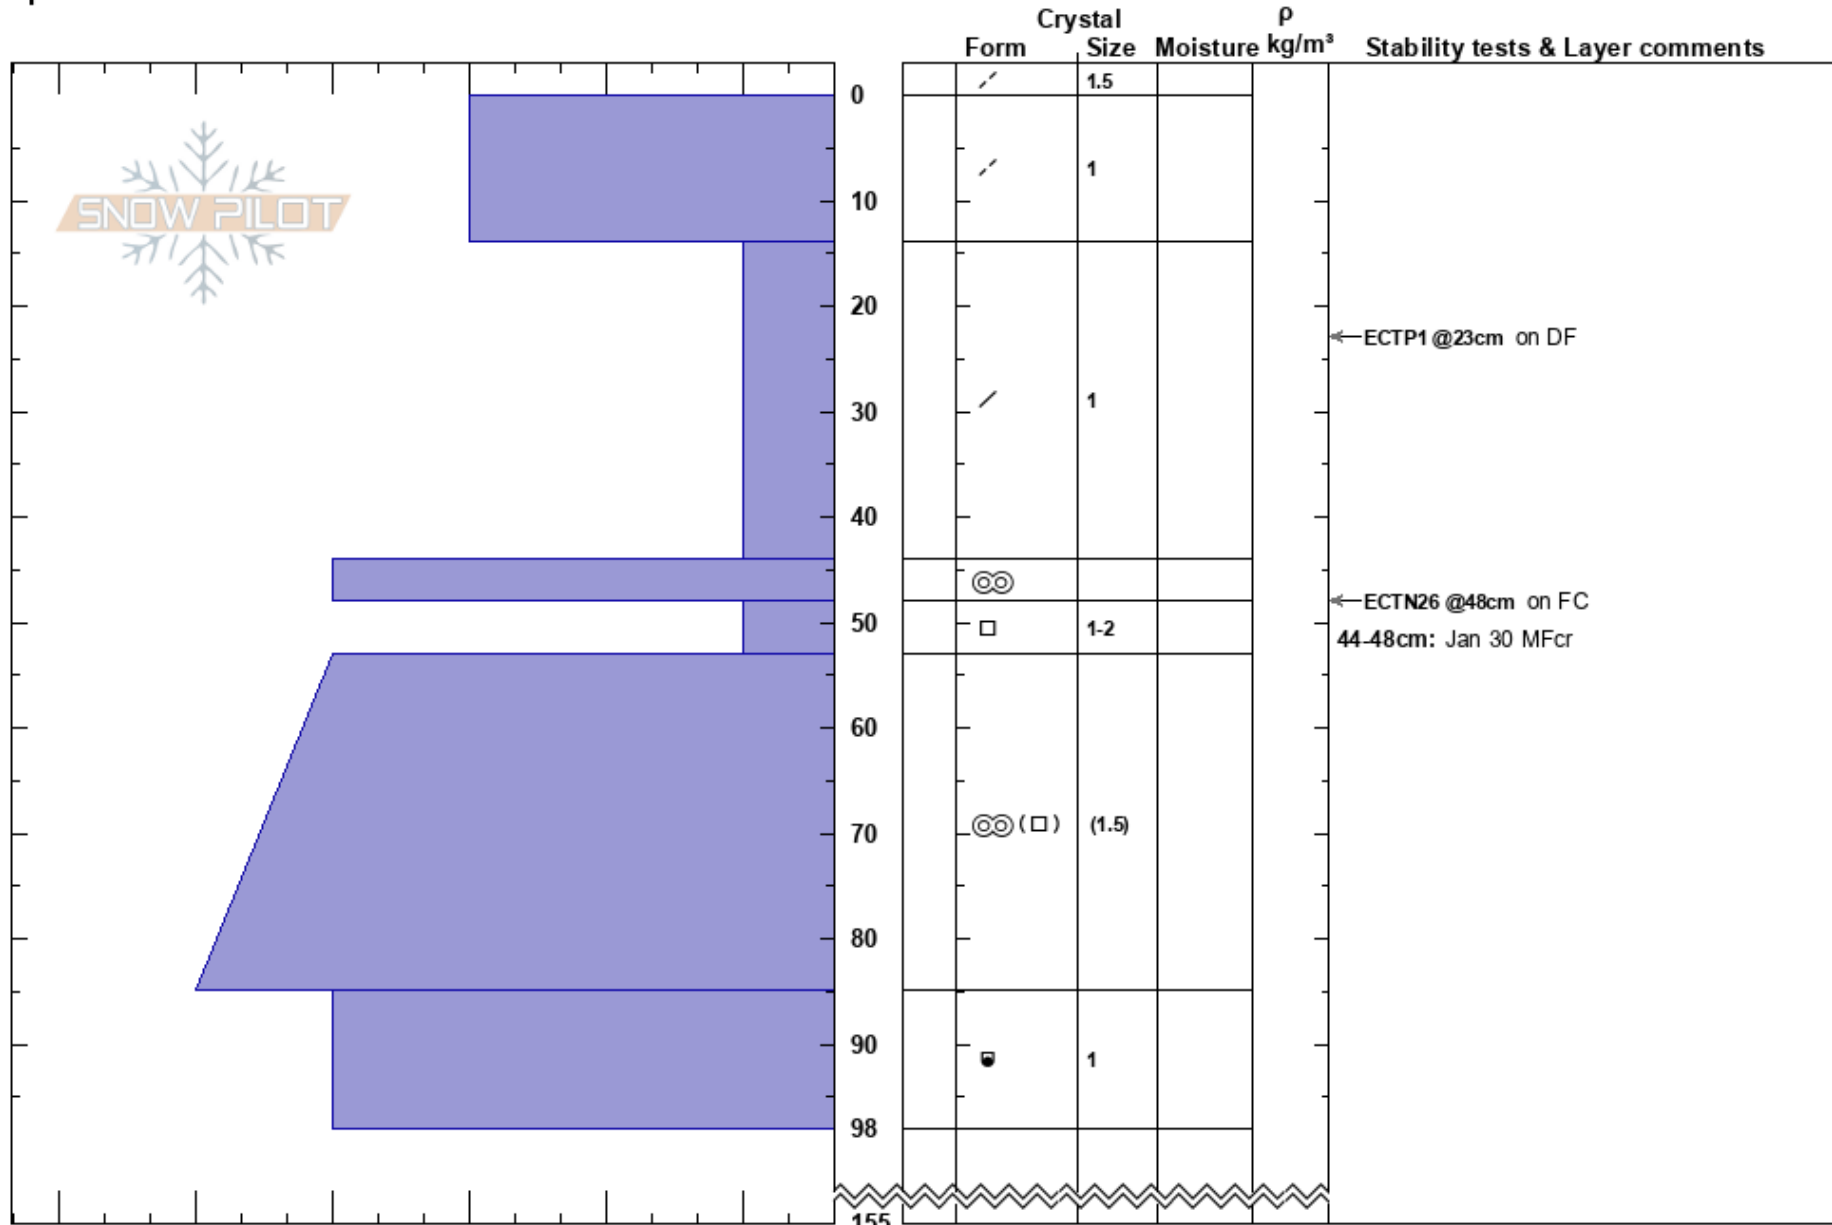 Crystal
ρ
Form Size Moisture kg/m³ Stability tests & Layer comments
1.5
0
SNOW PILOT
1
10
20
ECTP1 @23cm on DF
1
30
40
ECTN26 @48cm on FC
50
1-2
44-48cm: Jan 30 MFcr
60
( ) (1.5)
70
80
90
1
98
155